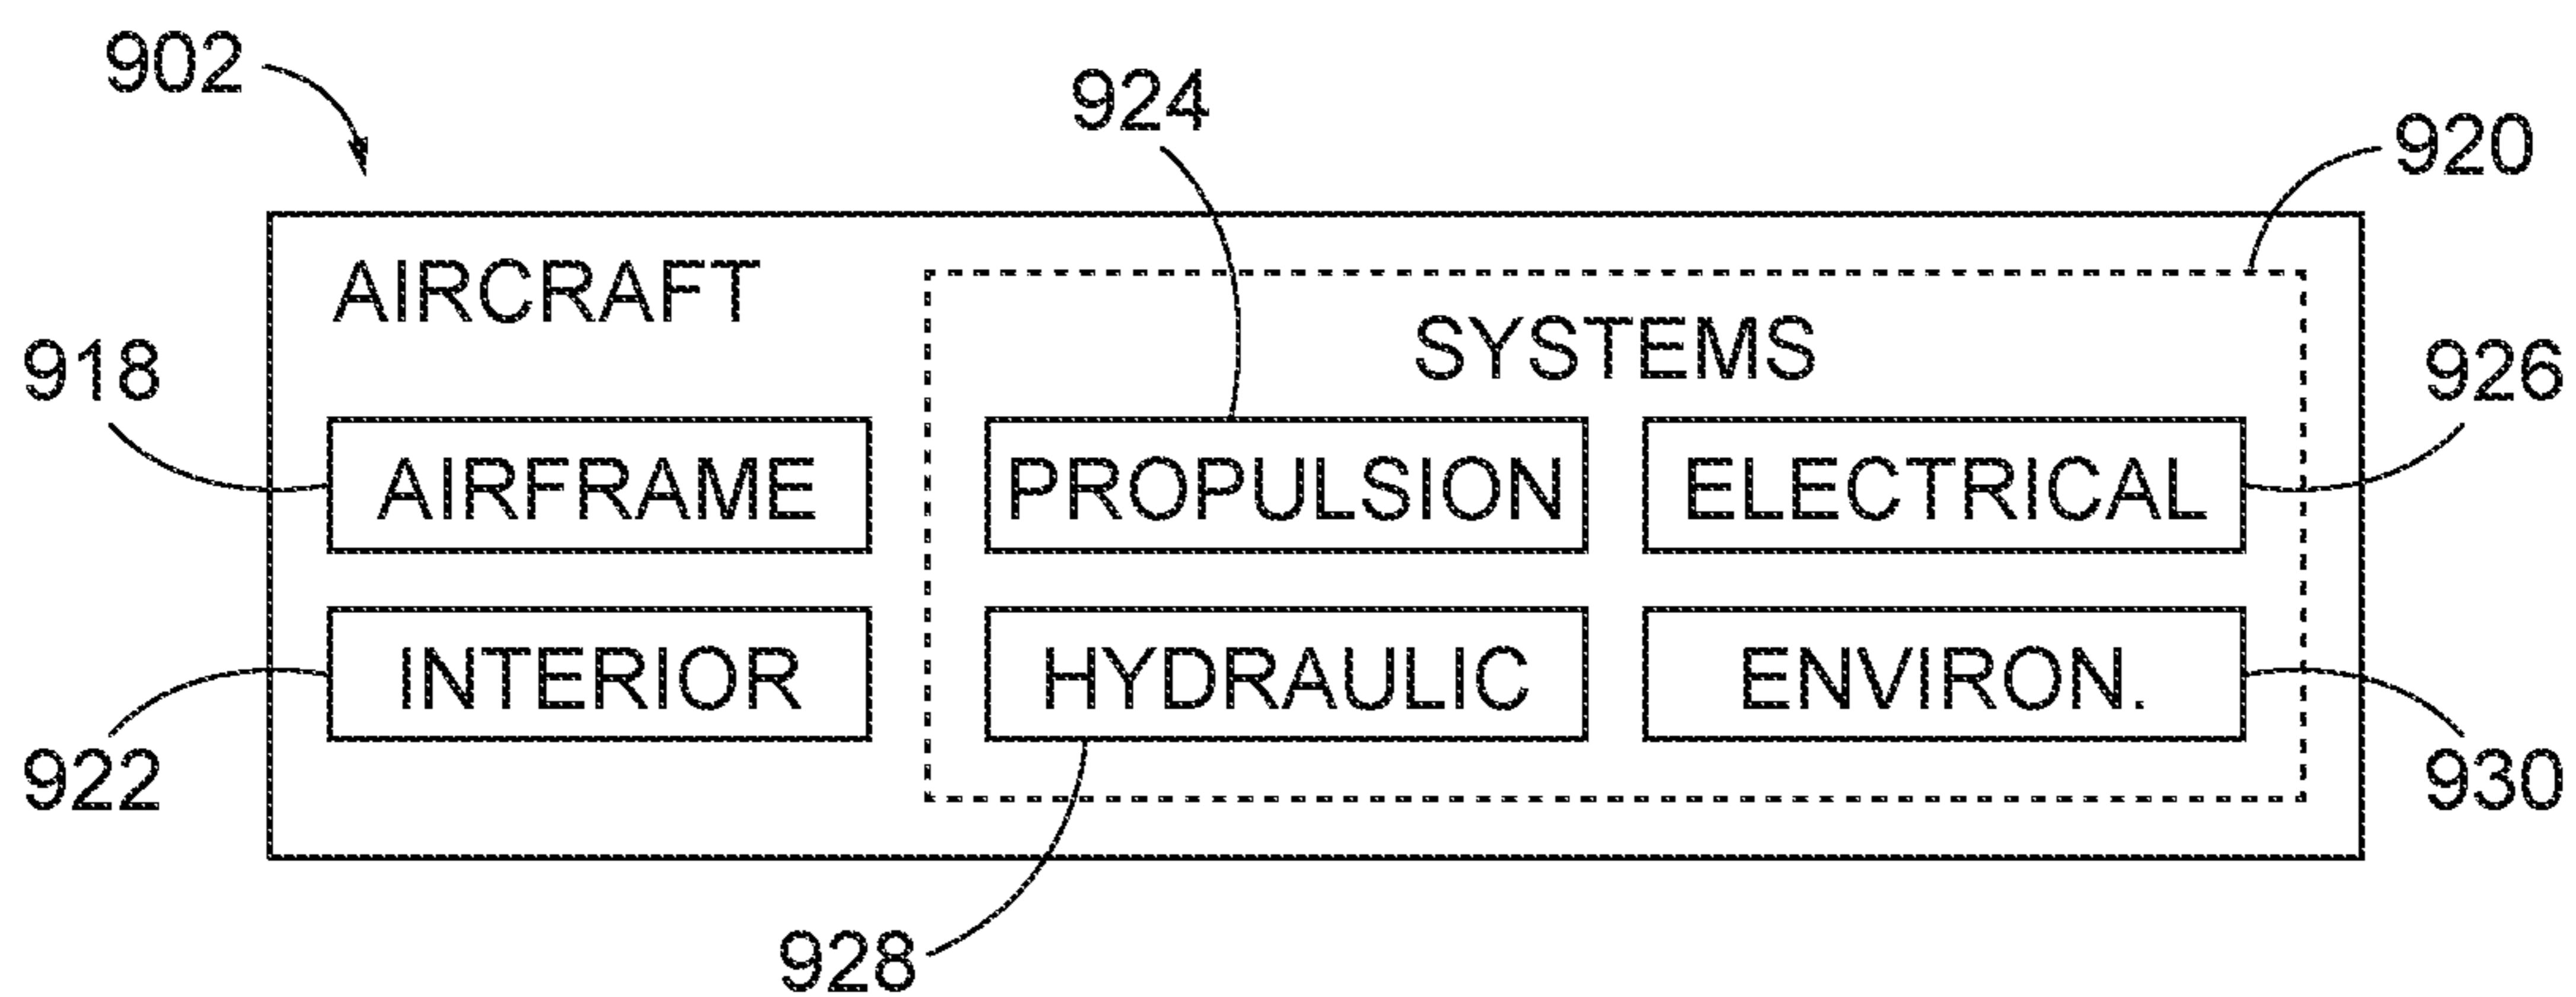 902
924
920
AIRCRAFT
SYSTEMS
918
926
AIRFRAME
PROPULSION
ELECTRICAL
INTERIOR
HYDRAULIC
ENVIRON.
922
930
928